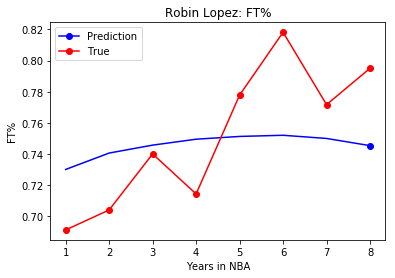 Robin Lopez: FT%
Prediction
True
FT%
0.82
0.80
0.78
0.76
0.74
0.72
0.70
1 2 3 4 5 6 7 8
Years in NBA